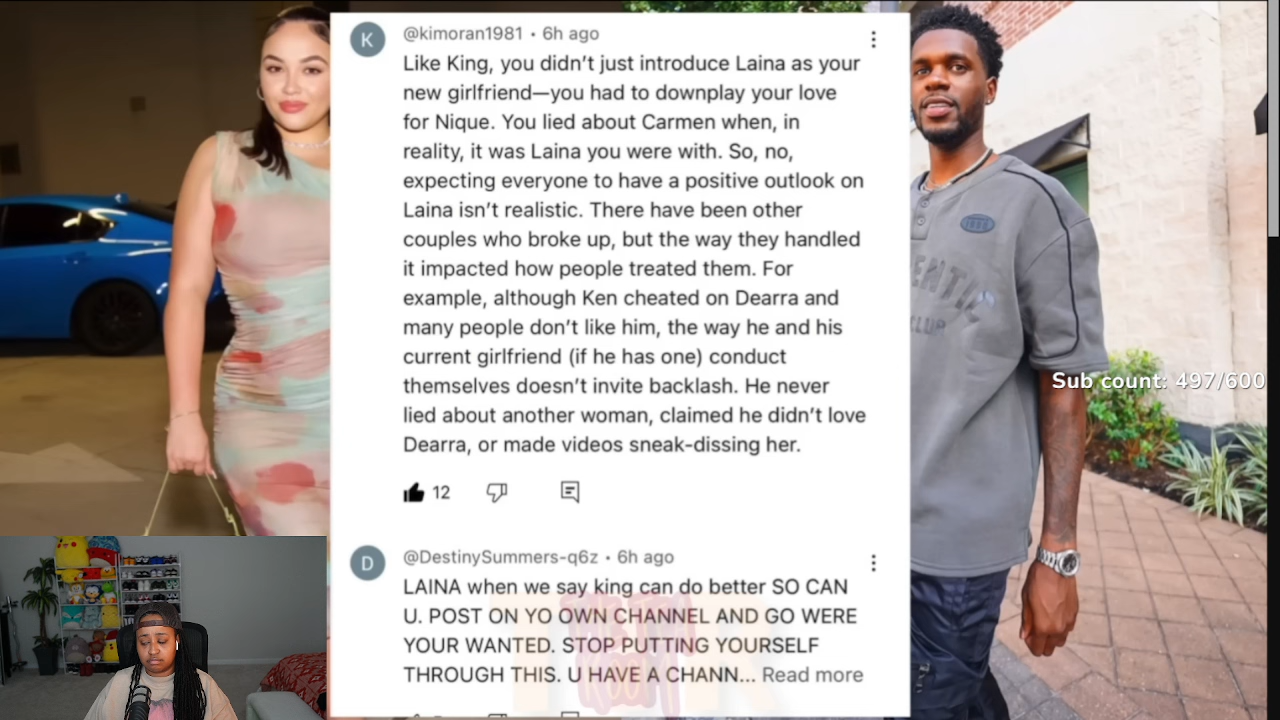 K
@kimoran1981 • 6h ago
Like King, you didn't just introduce Laina as your
new girlfriend—you had to downplay your love
for Nique. You lied about Carmen when, in
reality, it was Laina you were with. So, no,
expecting everyone to have a positive outlook on
Laina isn't realistic. There have been other
couples who broke up, but the way they handled
it impacted how people treated them. For
example, although Ken cheated on Dearra and
many people don't like him, the way he and his
current girlfriend (if he has one) conduct
themselves doesn't invite backlash. He never
lied about another woman, claimed he didn't love
Dearra, or made videos sneak-dissing her.
12
Sub count: 497/600
D
@DestinySummers-q6z • 6h ago
LAINA when we say king can do better SO CAN
U. POST ON YO OWN CHANNEL AND GO WERE
YOUR WANTED. STOP PUTTING YOURSELF
THROUGH THIS. U HAVE A CHANN... Read more